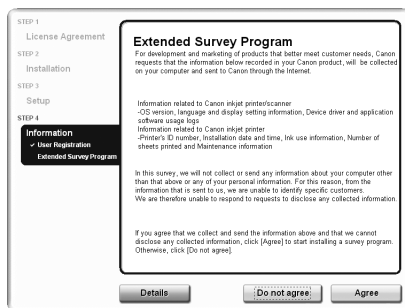 STEP 1
License Agreement
STEP 2
Installation
STEP 3
Setup
STEP 4
Information
User Registration
Extended Survey Program
Extended Survey Program
For development and marketing of products that better meet customer needs, Canon
requests that the information below recorded in your Canon product, will be collected
on your computer and sent to Canon through the Internet.
Information related to Canon inkjet printer/scanner
-OS version, language and display setting information, Device driver and application
software usage logs
Information related to Canon inkjet printer
-Printer's ID number, Installation date and time, Ink use information, Number of
sheets printed and Maintenance information
In this survey, we will not collect or send any information about your computer other
than that above or any of your personal information. For this reason, from the
information that is sent to us, we are unable to identify specific customers.
We are therefore unable to respond to requests to disclose any collected information.
If you agree that we collect and send the information above and that we cannot
disclose any collected information, click [Agree] to start installing a survey program.
Otherwise, click [Do not agree].
Details
Do not agree
Agree